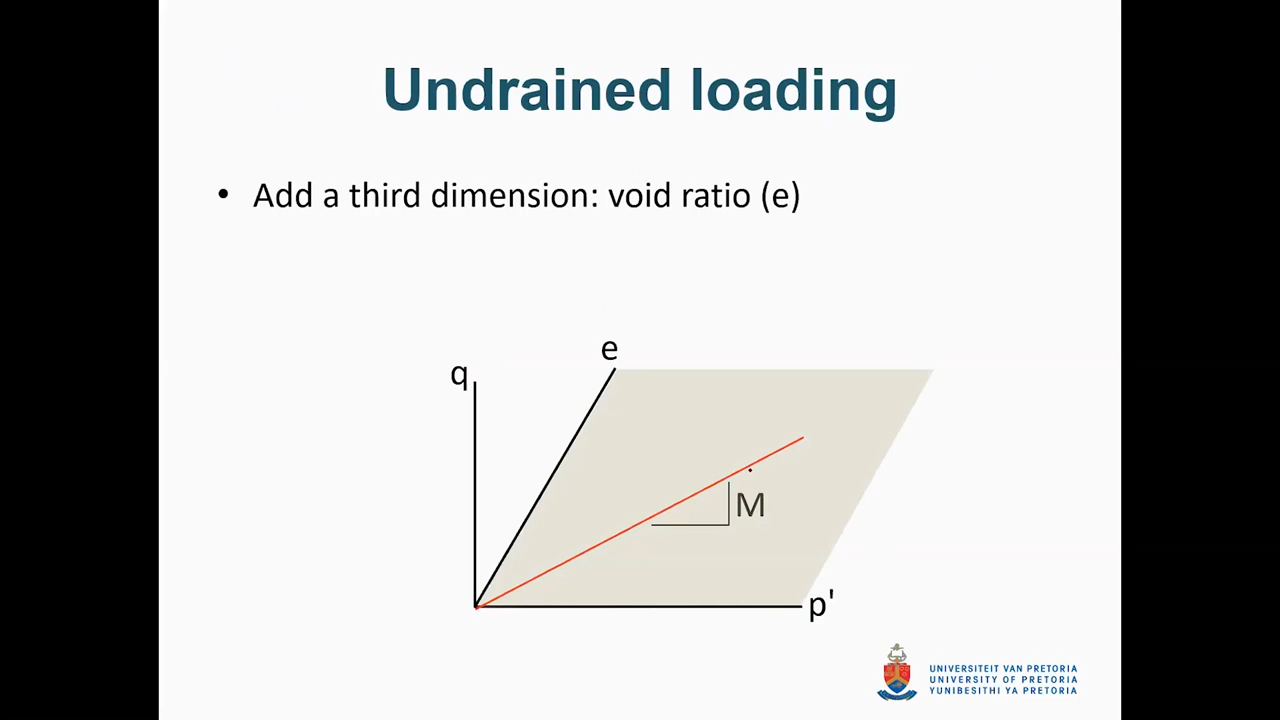 Undrained loading
• Add a third dimension: void ratio (e)
e
q
M
p'
UNIVERSITEIT VAN PRETORIA
UNIVERSITY OF PRETORIA
YUNIBESITHI YA PRETORIA